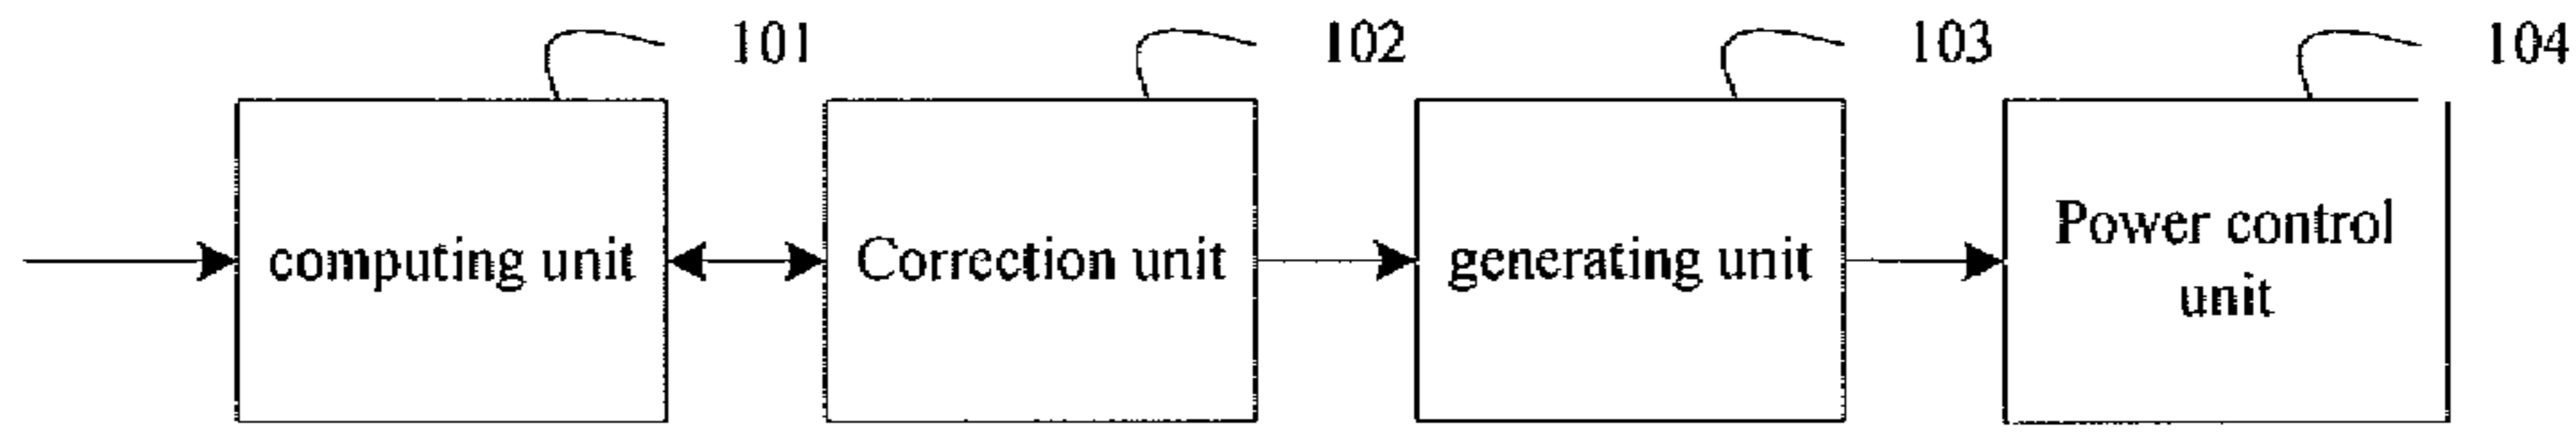 101
102
103
104
computing unit
Correction unit
generating unit
Power control
unit